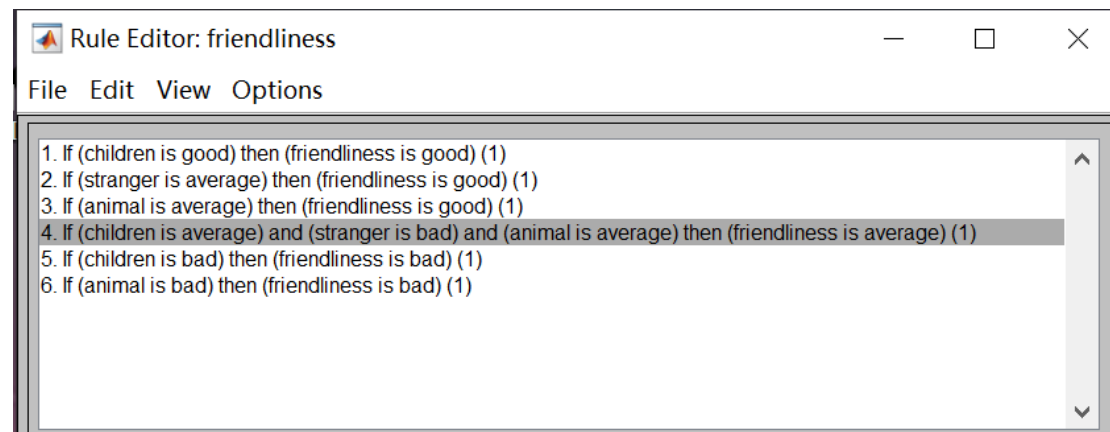 Rule Editor: friendliness
File Edit View Options
1. If (children is good) then (friendliness is good) (1)
2. If (stranger is average) then (friendliness is good) (1)
3. If (animal is average) then (friendliness is good) (1)
4. If (children is average) and (stranger is bad) and (animal is average) then (friendliness is average) (1)
5. If (children is bad) then (friendliness is bad) (1)
6. If (animal is bad) then (friendliness is bad) (1)